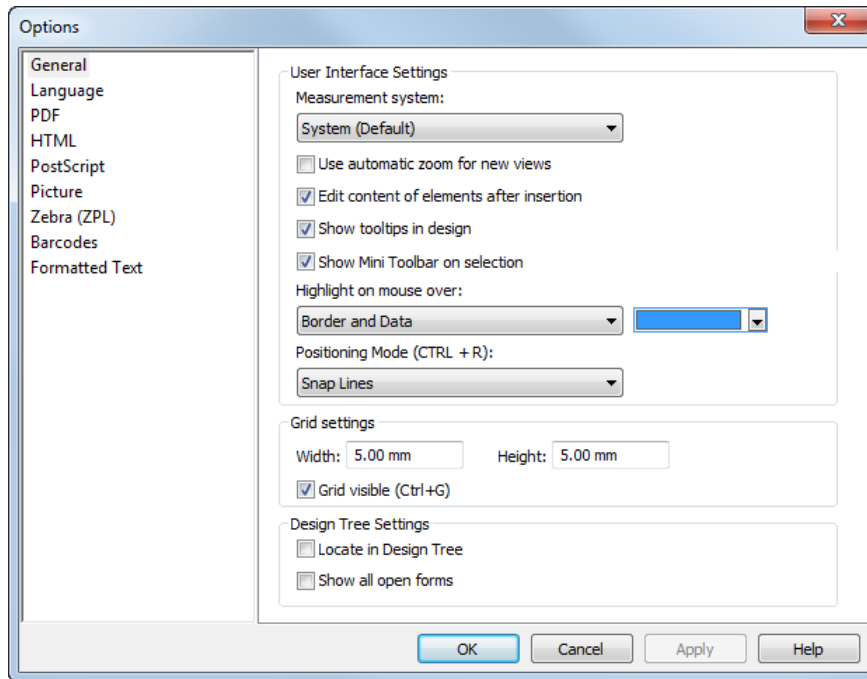 Options
General
Language
PDF
HTML
PostScript
Picture
Zebra (ZPL)
Barcodes
Formatted Text
User Interface Settings
Measurement system:
System (Default)
Use automatic zoom for new views
Edit content of elements after insertion
Show tooltips in design
Show Mini Toolbar on selection
Highlight on mouse over:
Border and Data
Positioning Mode (CTRL + R):
Snap Lines
Grid settings
Width: 5.00 mm Height: 5.00 mm
Grid visible (Ctrl+G)
Design Tree Settings
Locate in Design Tree
Show all open forms
OK Cancel Apply Help